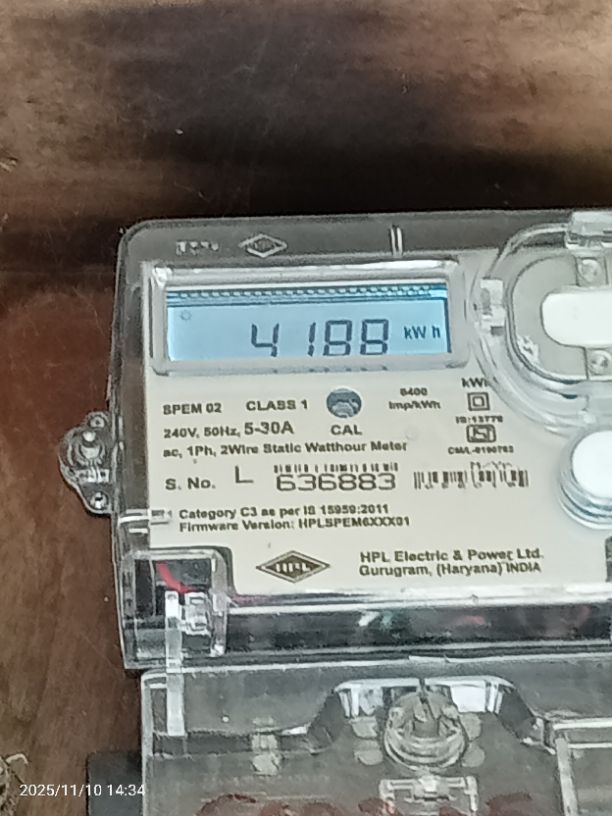 HPL
4188 kWh
SPEM 02 CLASS 1
6400
Imp/kWh
240V, 50Hz, 5-30A CAL
ac, 1Ph, 2Wire Static Watthour Meter
S. No. L 636883
Category C3 as per IS 15959:2011
Firmware Version: HPLSPEM6XXX01
HPL
HPL Electric & Power Ltd.
Gurugram, (Haryana) INDIA
2025/11/10 14:34